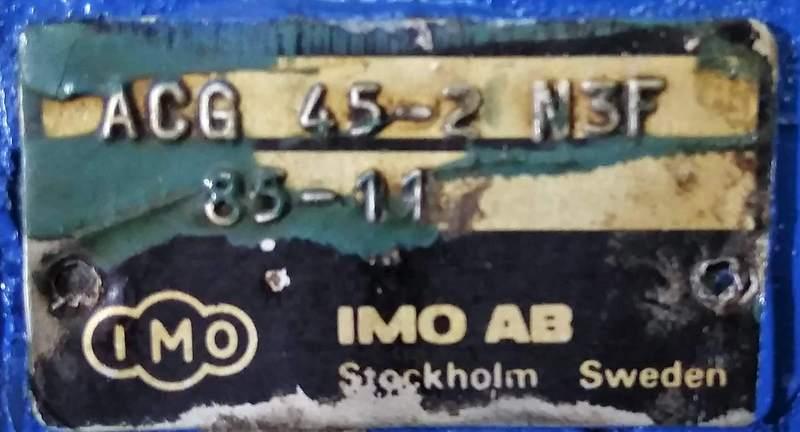 ACG 45-2 N3F
85-11
IMO
IMO AB
Stockholm Sweden